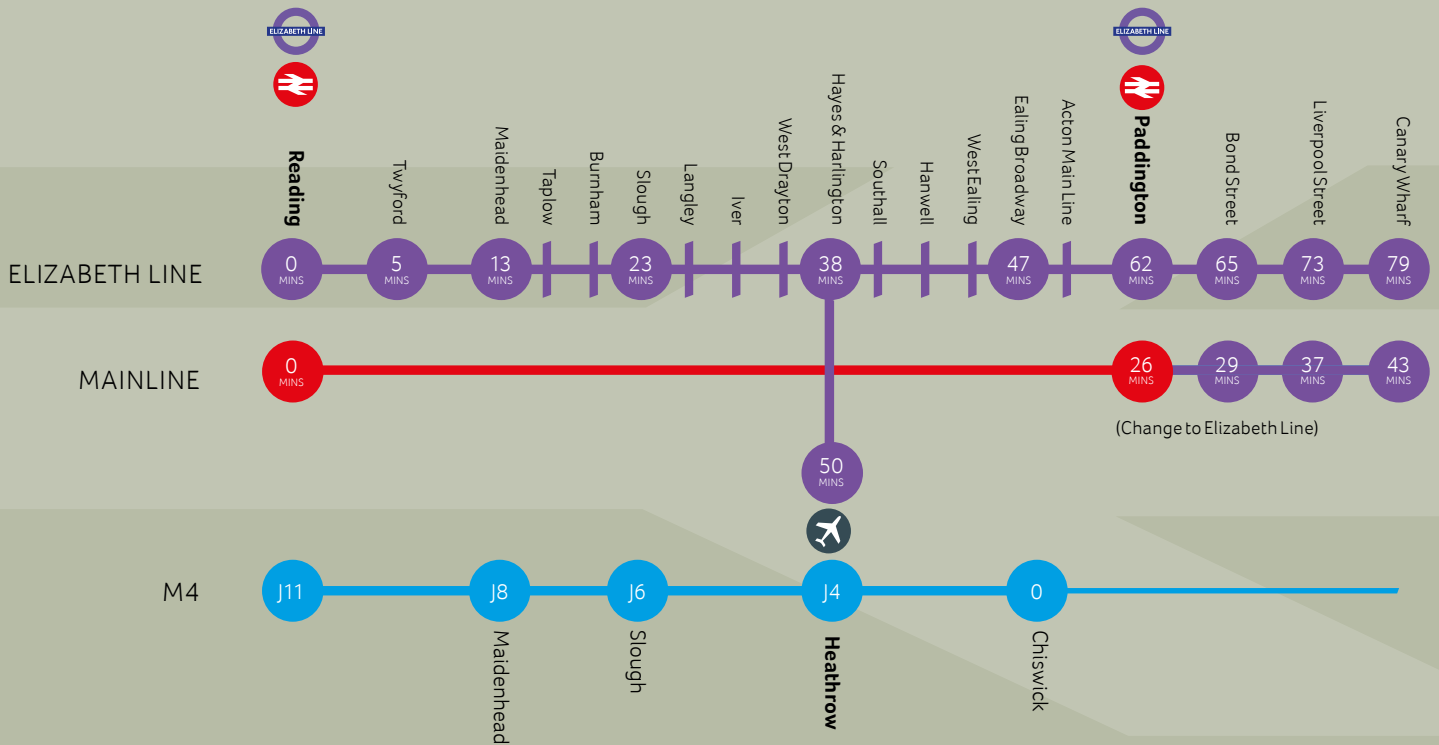 ELIZABETH LINE
ELIZABETH LINE
Reading
Twyford
Maidenhead
Taplow
Burnham
Slough
Langley
Iver
West Drayton
Hayes & Harlington
Southall
Hanwell
West Ealing
Ealing Broadway
Acton Main Line
Paddington
Bond Street
Liverpool Street
Canary Wharf
ELIZABETH LINE
0 MINS
5 MINS
13 MINS
23 MINS
38 MINS
47 MINS
62 MINS
65 MINS
73 MINS
79 MINS
MAINLINE
0 MINS
26 MINS
29 MINS
37 MINS
43 MINS
(Change to Elizabeth Line)
50 MINS
M4
J11
J8
J6
J4
0
Maidenhead
Slough
Heathrow
Chiswick